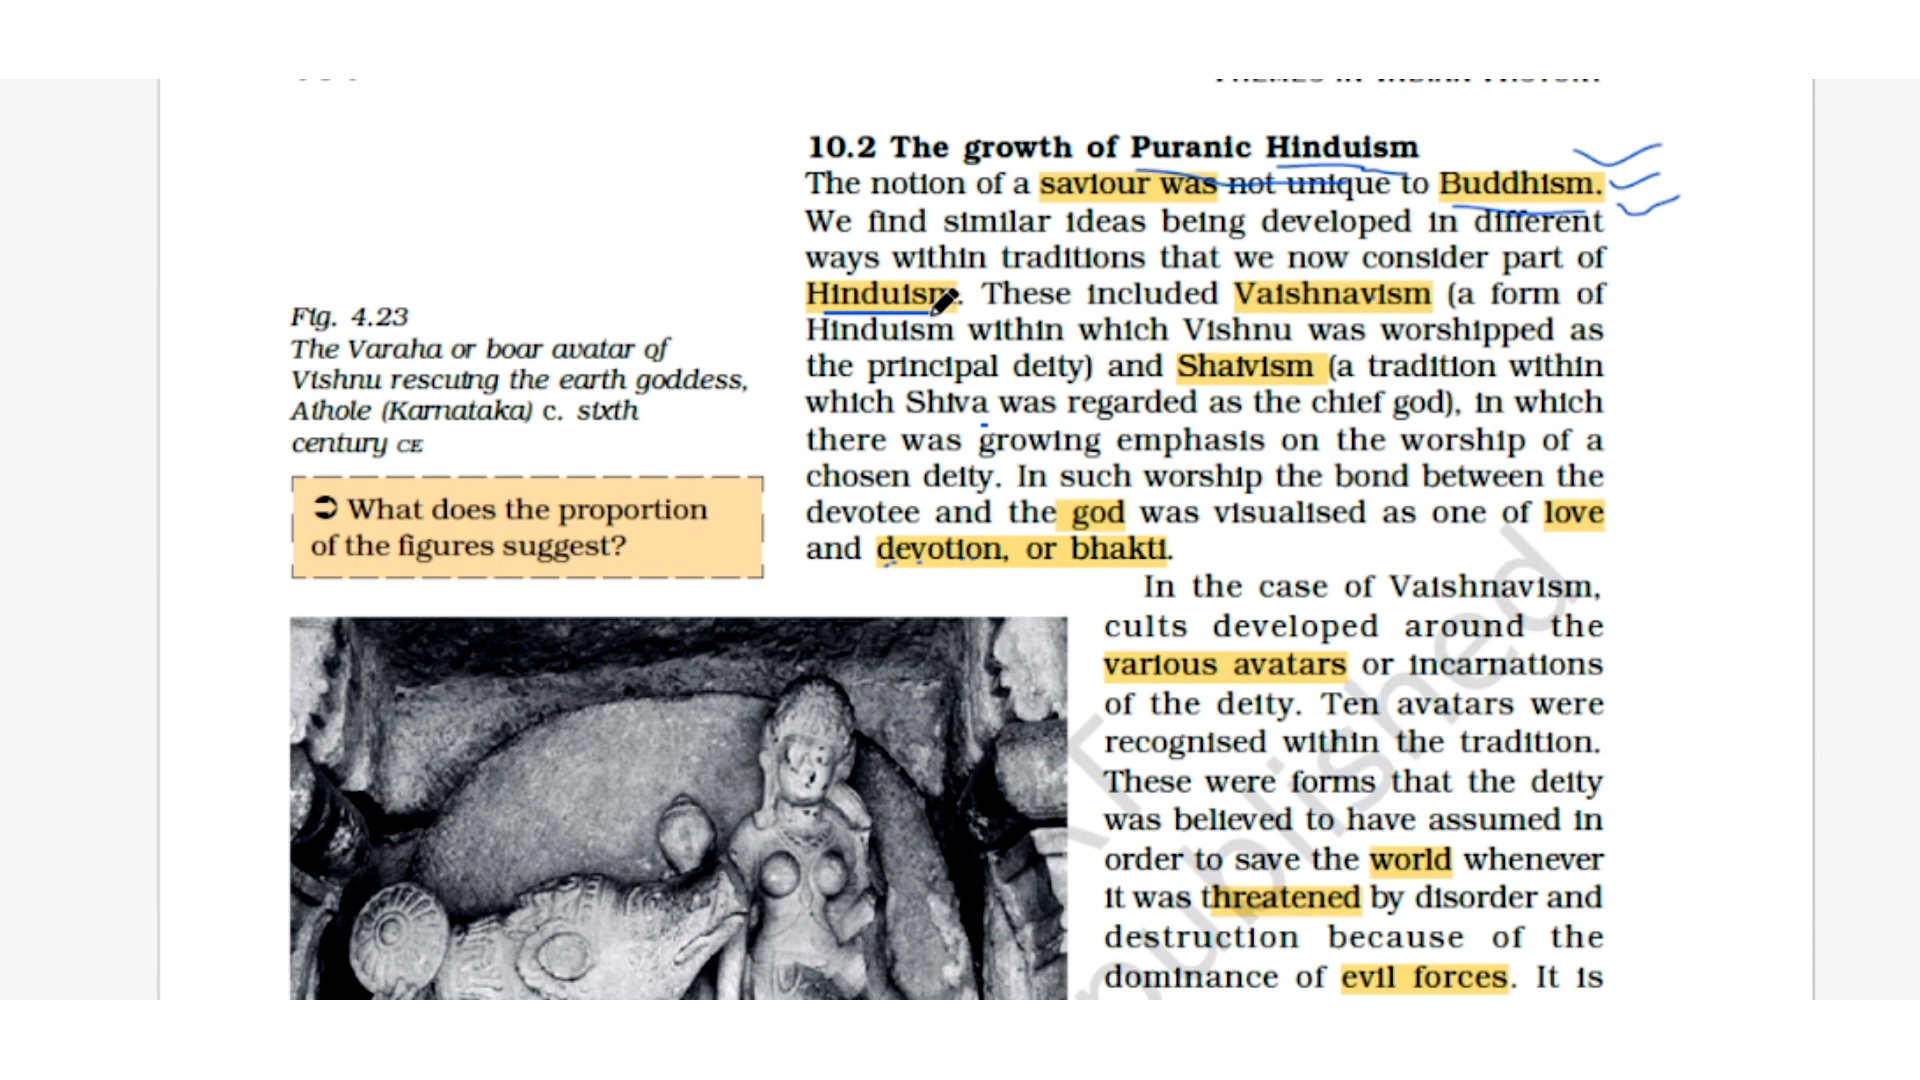 10.2 The growth of Puranic Hinduism
The notion of a saviour was not unique to Buddhism.
We find similar ideas being developed in different
ways within traditions that we now consider part of
Hinduism. These included Vaishnavism (a form of
Hinduism within which Vishnu was worshipped as
the principal deity) and Shaivism (a tradition within
which Shiva was regarded as the chief god), in which
there was growing emphasis on the worship of a
chosen deity. In such worship the bond between the
devotee and the god was visualised as one of love
and devotion, or bhakti.
Fig. 4.23
The Varaha or boar avatar of
Vishnu rescuing the earth goddess,
Aihole (Karnataka) c. sixth
century CE
➲ What does the proportion
of the figures suggest?
In the case of Vaishnavism,
cults developed around the
various avatars or incarnations
of the deity. Ten avatars were
recognised within the tradition.
These were forms that the deity
was believed to have assumed in
order to save the world whenever
it was threatened by disorder and
destruction because of the
dominance of evil forces. It is